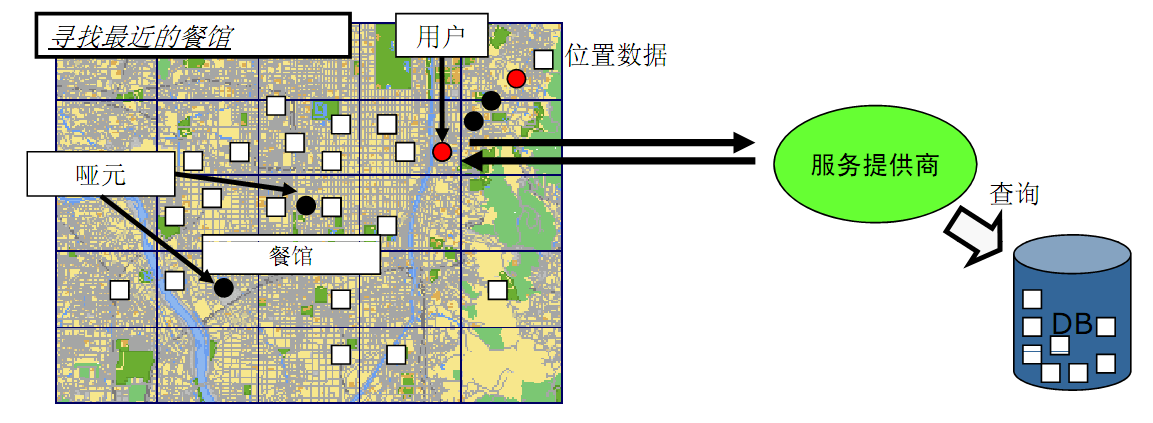 寻找最近的餐馆
用户
位置数据
哑元
服务提供商
查询
餐馆
DB